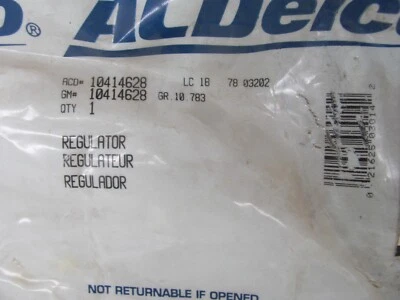 ® ACDelco
ACD# 10414628 LC 18 78 03202
GM# 10414628 GR.10 783
QTY 1
REGULATOR
REGULATEUR
REGULADOR
NOT RETURNABLE IF OPENED